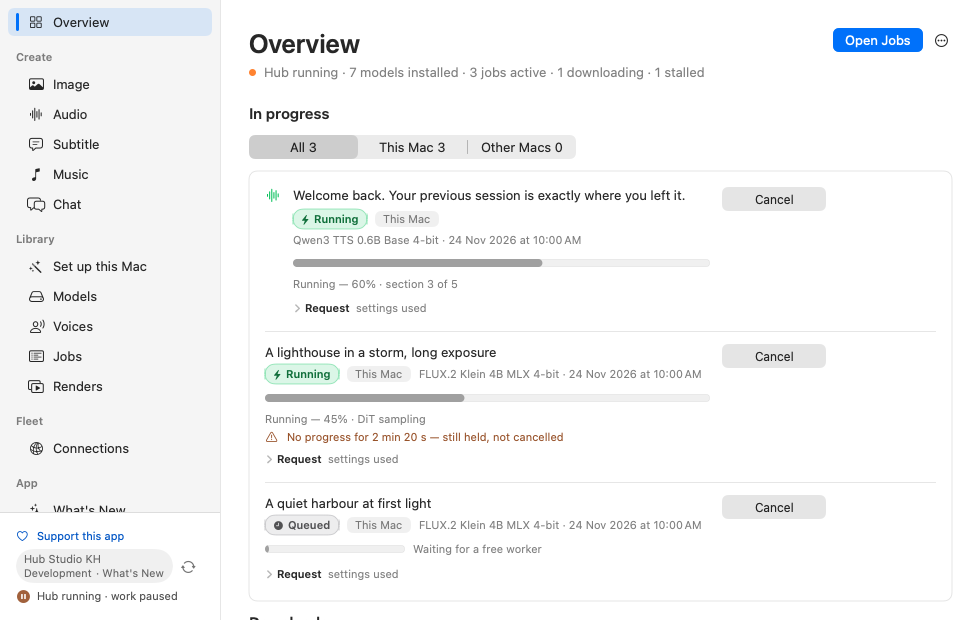 Overview
Create
Image
Audio
Subtitle
Music
Chat
Library
Set up this Mac
Models
Voices
Jobs
Renders
Fleet
Connections
App
What's New
Support this app
Hub Studio KH
Development · What's New
Hub running · work paused
Overview
Open Jobs
Hub running · 7 models installed · 3 jobs active · 1 downloading · 1 stalled
In progress
All 3
This Mac 3
Other Macs 0
Welcome back. Your previous session is exactly where you left it.
Cancel
Running
This Mac
Qwen3 TTS 0.6B Base 4-bit · 24 Nov 2026 at 10:00 AM
Running — 60% · section 3 of 5
Request settings used
A lighthouse in a storm, long exposure
Cancel
Running
This Mac
FLUX.2 Klein 4B MLX 4-bit · 24 Nov 2026 at 10:00 AM
Running — 45% · DiT sampling
No progress for 2 min 20 s — still held, not cancelled
Request settings used
A quiet harbour at first light
Cancel
Queued
This Mac
FLUX.2 Klein 4B MLX 4-bit · 24 Nov 2026 at 10:00 AM
Waiting for a free worker
Request settings used